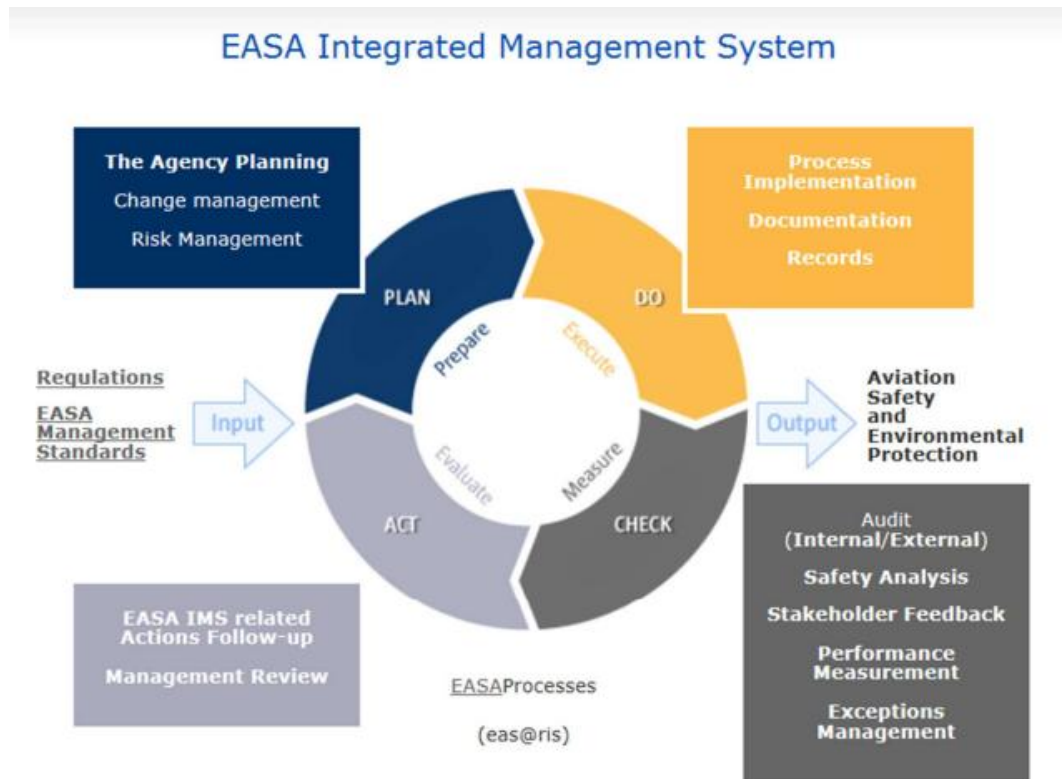 EASA Integrated Management System
The Agency Planning
Change management
Risk Management
Process
Implementation
Documentation
Records
PLAN
DO
Prepare
Execute
Regulations
EASA
Management
Standards
Input
Output
Aviation
Safety
and
Environmental
Protection
Evaluate
Measure
ACT
CHECK
EASA IMS related
Actions Follow-up
Management Review
Audit
(Internal/External)
Safety Analysis
Stakeholder Feedback
Performance
Measurement
Exceptions
Management
EASAProcesses
(eas@ris)